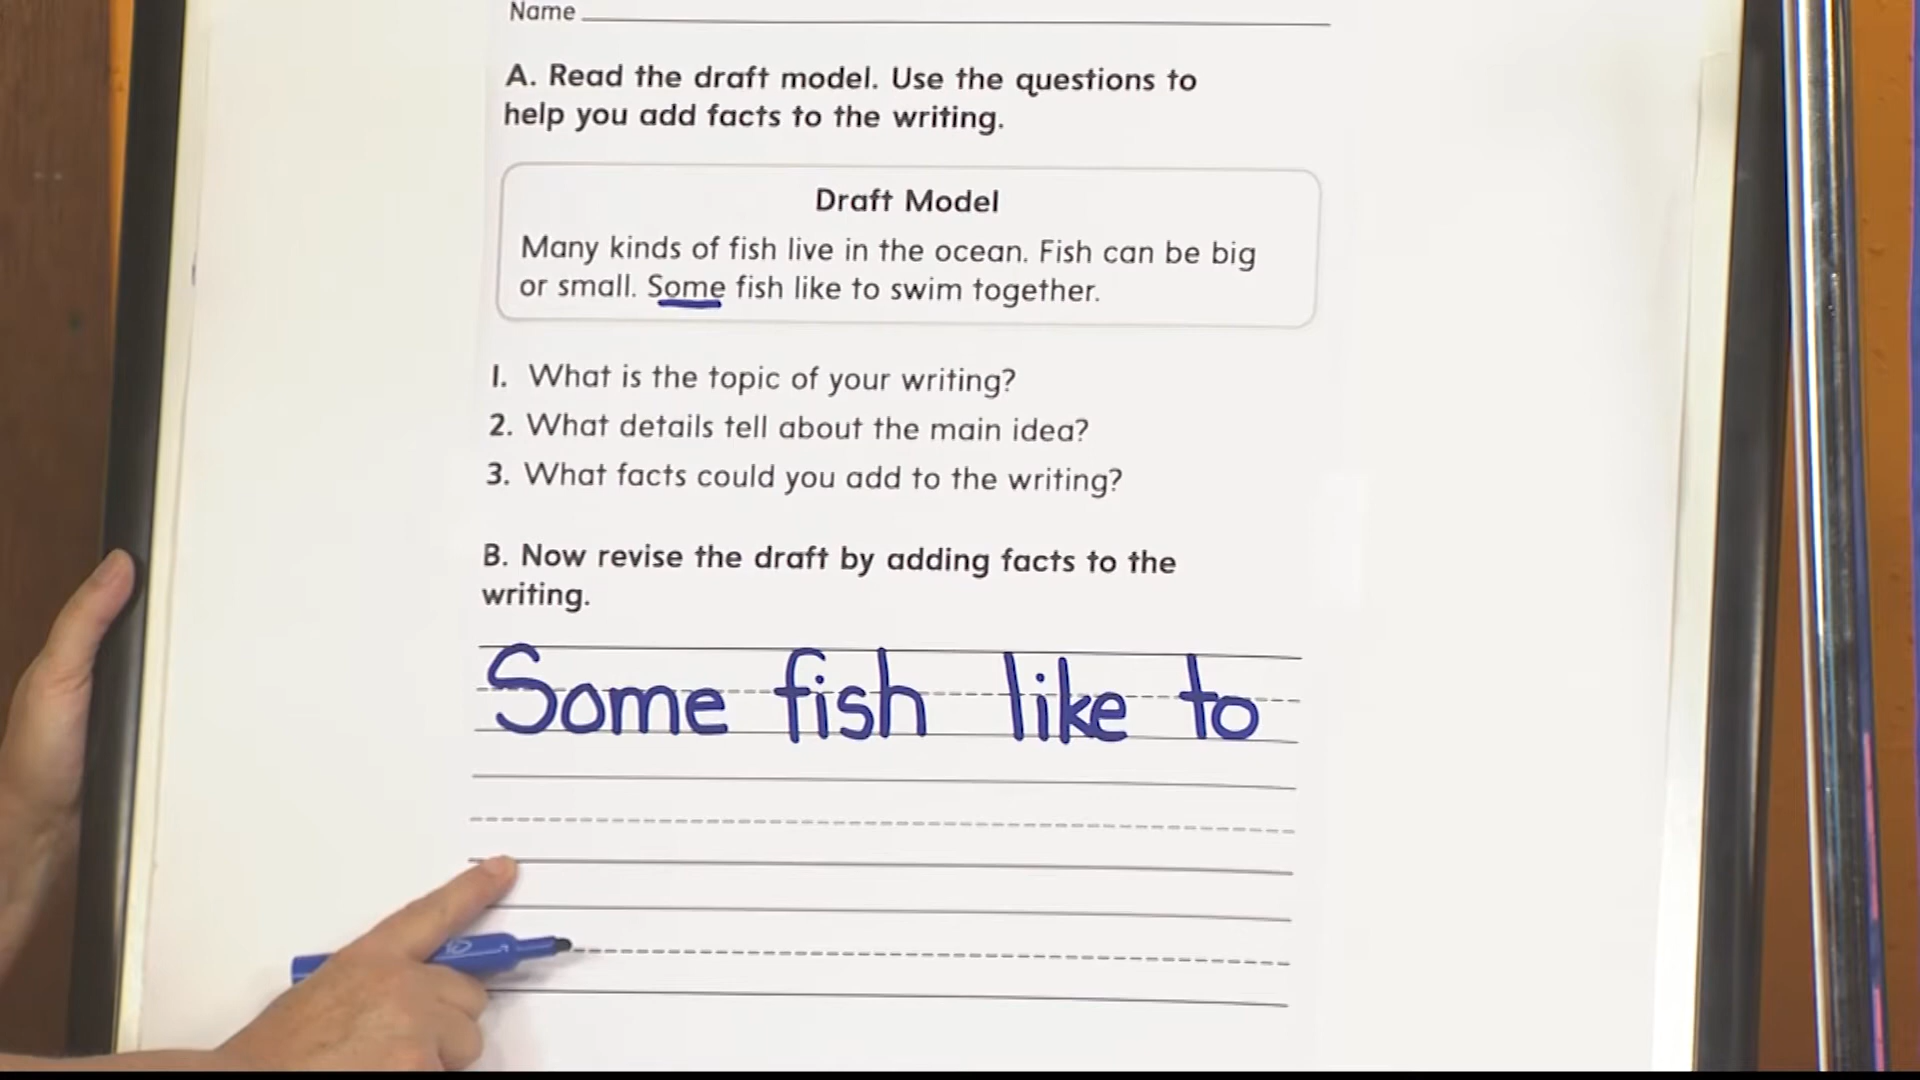 Name
A. Read the draft model. Use the questions to
help you add facts to the writing.
Draft Model
Many kinds of fish live in the ocean. Fish can be big
or small. Some fish like to swim together.
1. What is the topic of your writing?
2. What details tell about the main idea?
3. What facts could you add to the writing?
B. Now revise the draft by adding facts to the
writing.
Some fish like to